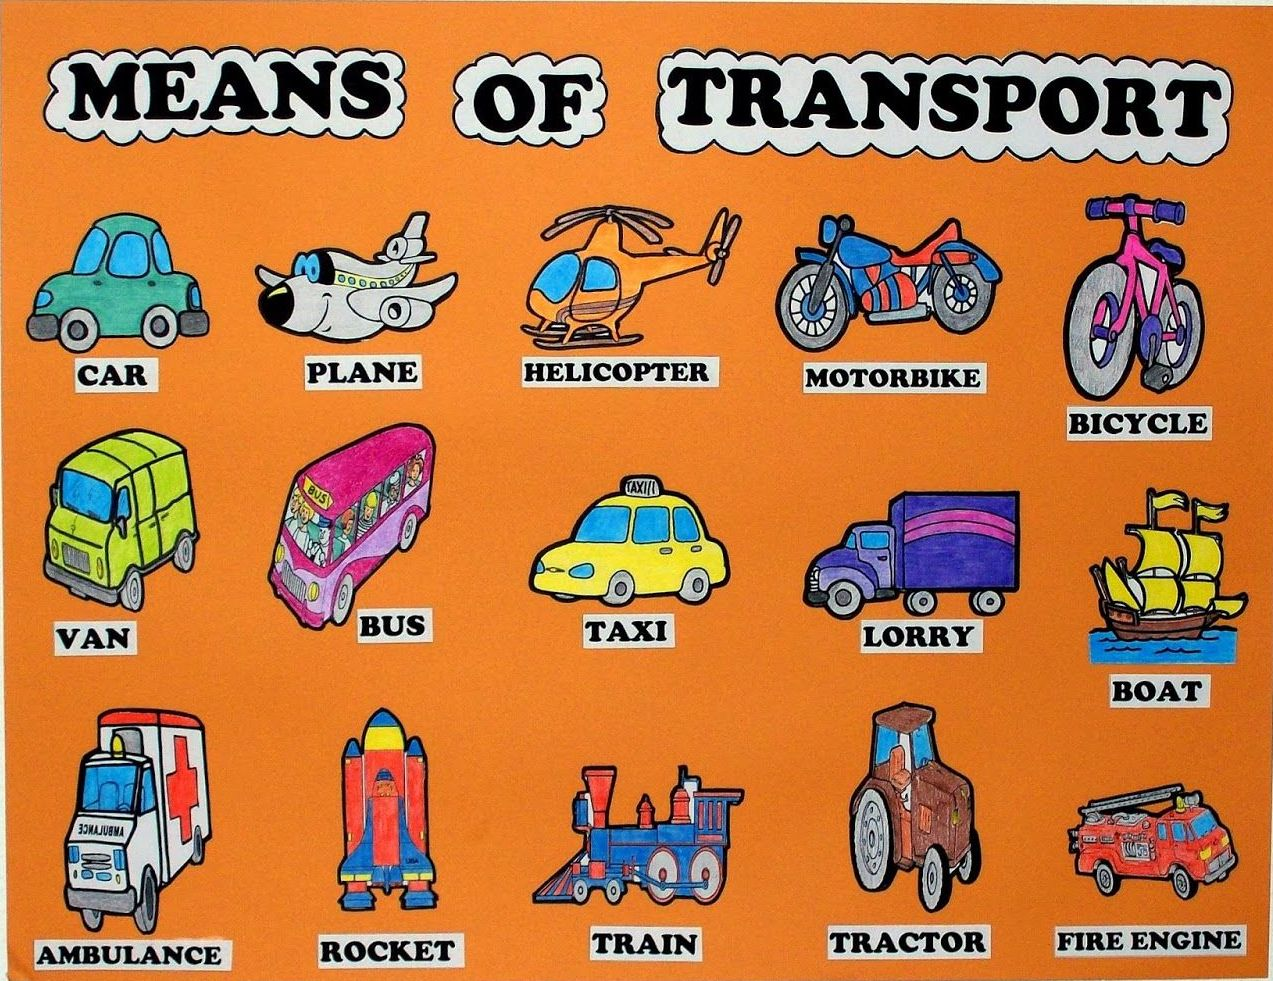 MEANS OF TRANSPORT
CAR
PLANE
HELICOPTER
MOTORBIKE
BICYCLE
VAN
BUS
BUS
TAXI
TAXI
LORRY
BOAT
AMBULANCE
AMBULANCE
USA
ROCKET
TRAIN
TRACTOR
FIRE ENGINE